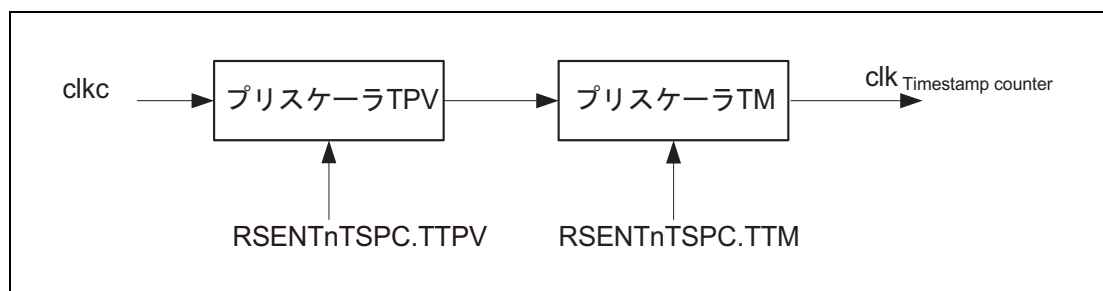 clkc
プリスケーラTPV
プリスケーラTM
clk Timestamp counter
RSENTnTSPC.TTPV
RSENTnTSPC.TTM